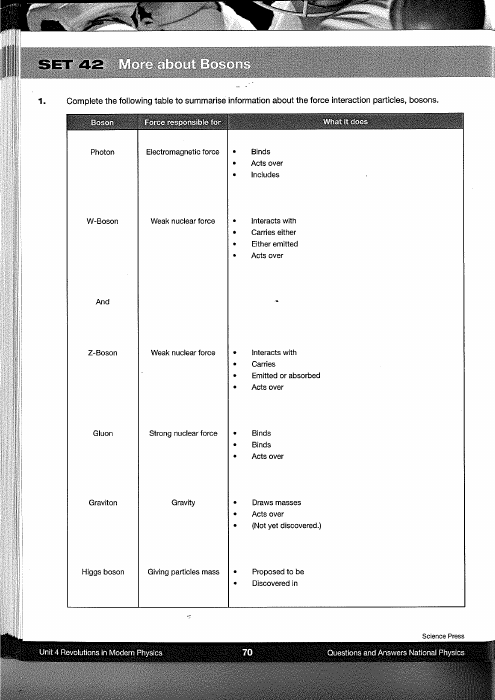 SET 42 More about Bosons
1. Complete the following table to summarise information about the force interaction particles, bosons.
Boson Force responsible for What it does
Photon Electromagnetic force • Binds
• Acts over
• Includes
W-Boson Weak nuclear force • Interacts with
• Carries either
• Either emitted
• Acts over
And
Z-Boson Weak nuclear force • Interacts with
• Carries
• Emitted or absorbed
• Acts over
Gluon Strong nuclear force • Binds
• Binds
• Acts over
Graviton Gravity • Draws masses
• Acts over
• (Not yet discovered.)
Higgs boson Giving particles mass • Proposed to be
• Discovered in
Science Press
Unit 4 Revolutions in Modern Physics 70 Questions and Answers National Physics